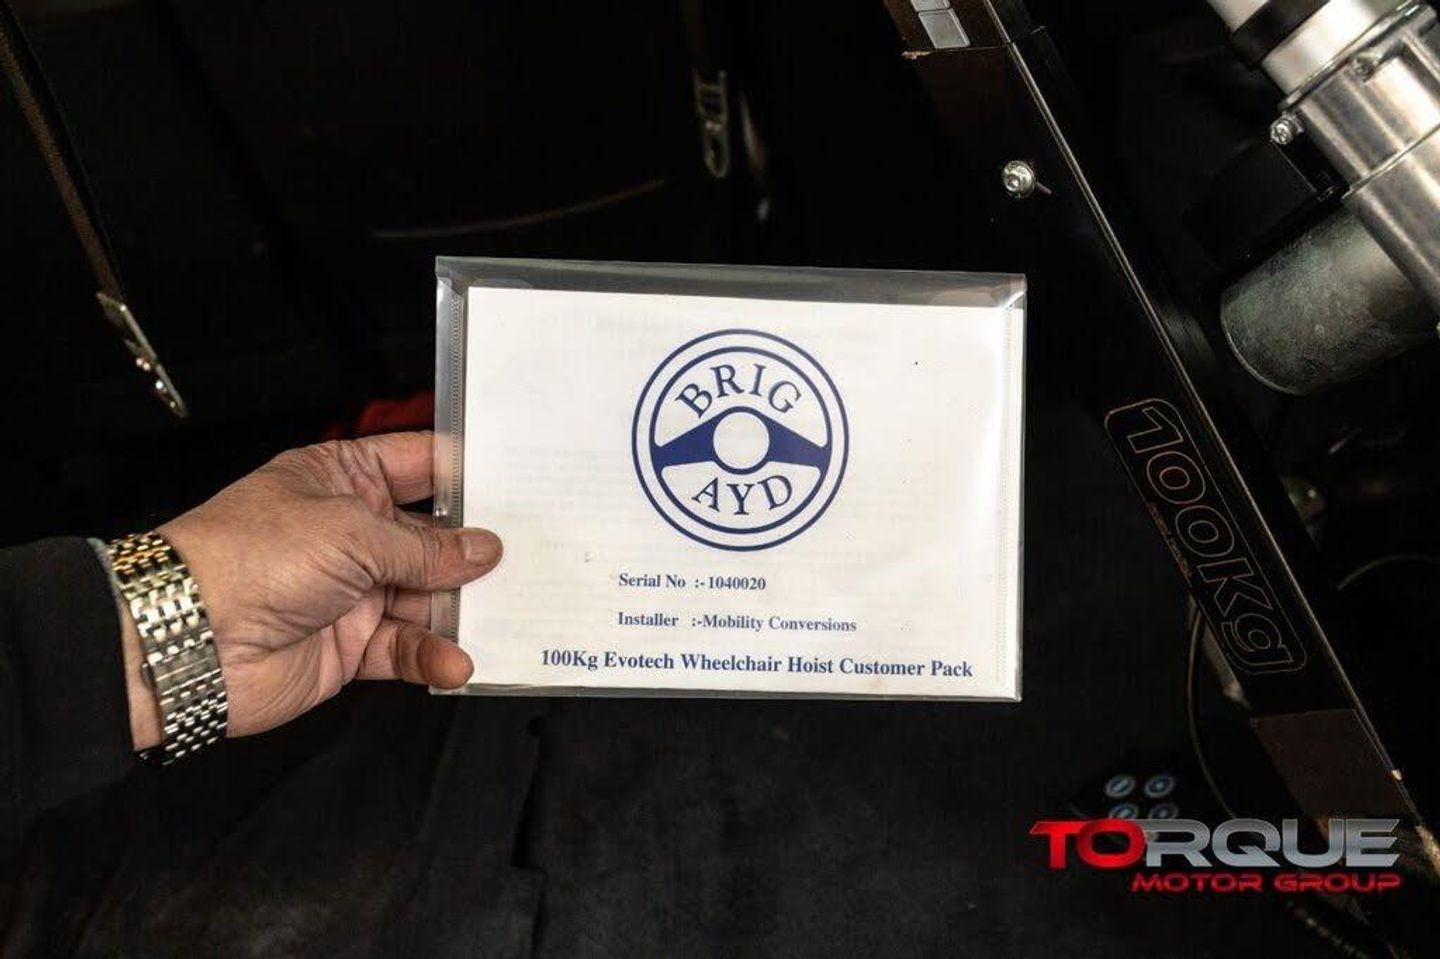 BRIG
AYD
Serial No :-1040020
Installer :-Mobility Conversions
100Kg Evotech Wheelchair Hoist Customer Pack
100Kg
TORQUE
MOTOR GROUP